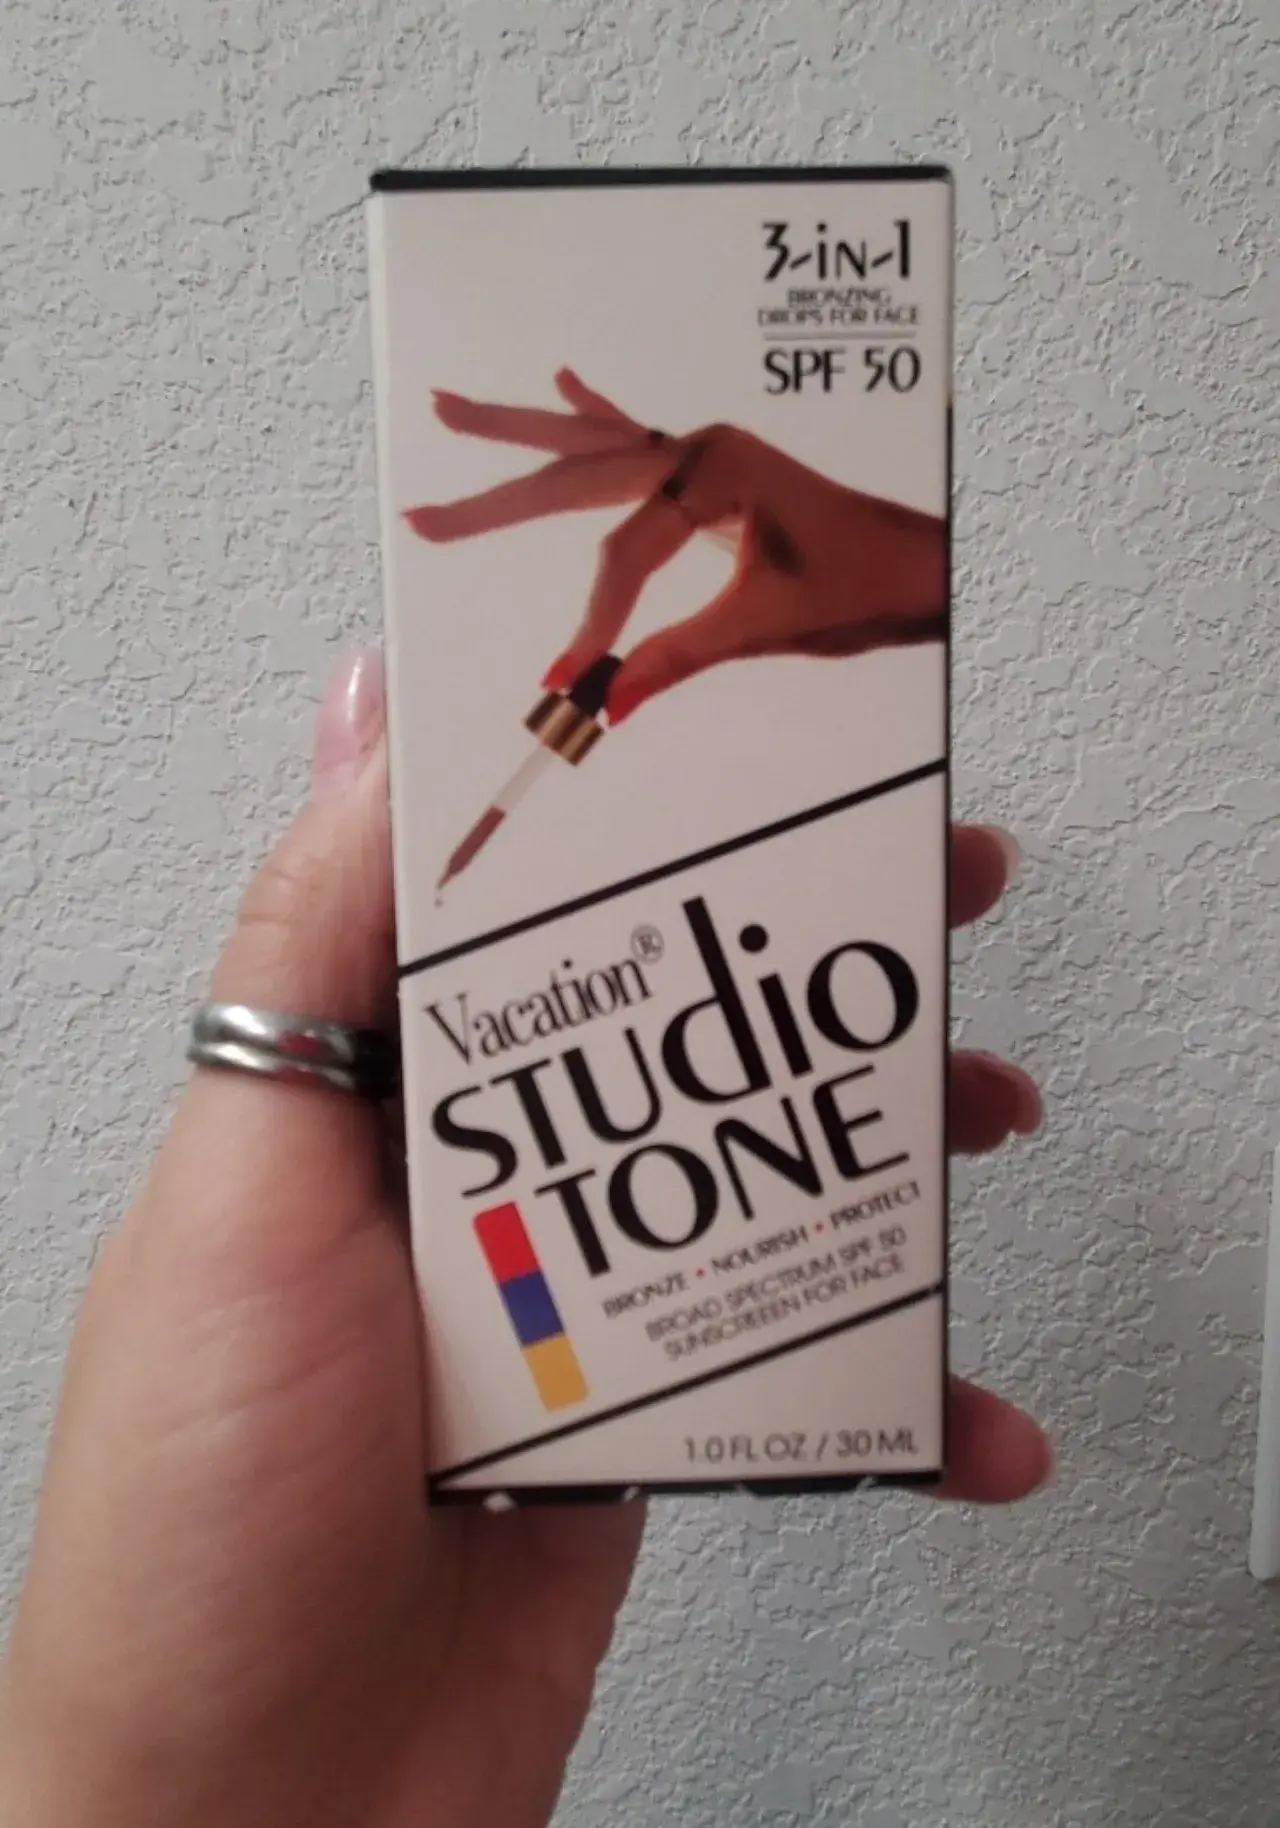 3-IN-1
BRONZING
DROPS FOR FACE
SPF 50
Vacation®
STUdio
TONE
BRONZE • NOURISH • PROTECT
BROAD SPECTRUM SPF 50
SUNSCREEN FOR FACE
1.0 FL OZ / 30 ML